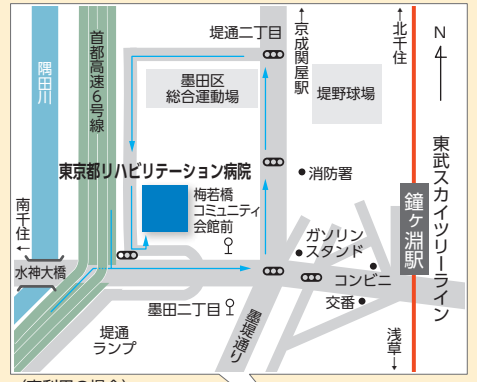 堤通二丁目
←京成関屋駅
←北千住
N
首都高速6号線
隅田川
墨田区
総合運動場
堤野球場
東武スカイツリーライン
東京都リハビリテーション病院
消防署
梅若橋
コミュニティ
会館前
南千住←
鐘ヶ淵駅
ガソリン
スタンド
水神大橋
コンビニ
墨田二丁目
交番
堤通
ランプ
墨堤通り
浅草→